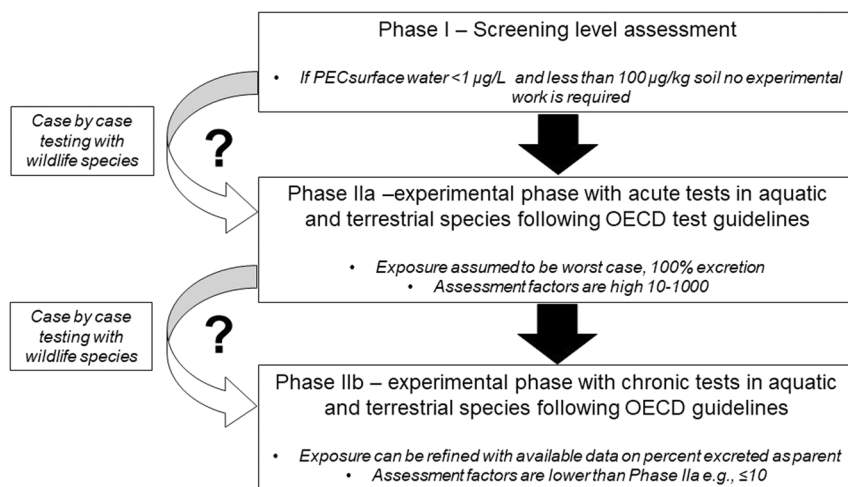 Phase I – Screening level assessment
• If PECsurface water <1 µg/L and less than 100 µg/kg soil no experimental
work is required
Case by case
testing with
wildlife species
?
Phase IIa –experimental phase with acute tests in aquatic
and terrestrial species following OECD test guidelines
• Exposure assumed to be worst case, 100% excretion
• Assessment factors are high 10-1000
Case by case
testing with
wildlife species
?
Phase IIb – experimental phase with chronic tests in aquatic
and terrestrial species following OECD guidelines
• Exposure can be refined with available data on percent excreted as parent
• Assessment factors are lower than Phase IIa e.g., ≤10